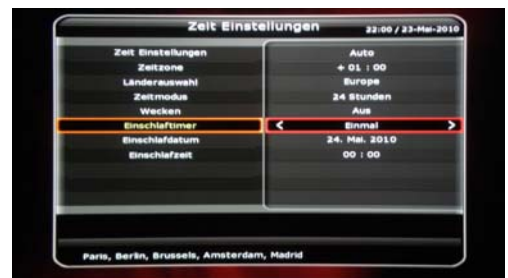 Zeit Einstellungen
22:00 / 23-Mai-2010
Zeit Einstellungen Auto
Zeitzone + 01 : 00
Länderauswahl Europe
Zeitmodus 24 Stunden
Wecken Aus
Einschlaftimer < Einmal >
Einschlafdatum 24. Mai. 2010
Einschlafzeit 00 : 00
Paris, Berlin, Brussels, Amsterdam, Madrid